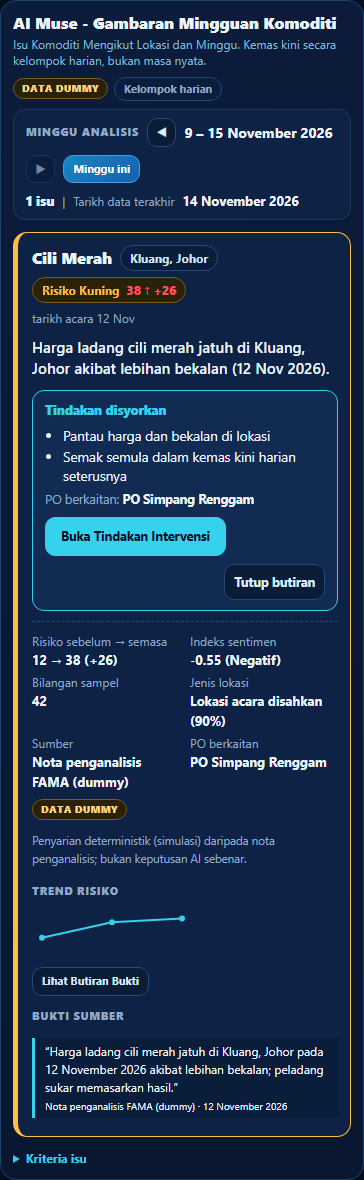 AI Muse - Gambaran Mingguan Komoditi
Isu Komoditi Mengikut Lokasi dan Minggu. Kemas kini secara
kelompok harian, bukan masa nyata.
DATA DUMMY
Kelompok harian
MINGGU ANALISIS ◀ 9 – 15 November 2026
▶ Minggu ini
1 isu | Tarikh data terakhir 14 November 2026
Cili Merah Kluang, Johor
Risiko Kuning 38 ↑ +26
tarikh acara 12 Nov
Harga ladang cili merah jatuh di Kluang,
Johor akibat lebihan bekalan (12 Nov 2026).
Tindakan disyorkan
• Pantau harga dan bekalan di lokasi
• Semak semula dalam kemas kini harian
seterusnya
PO berkaitan: PO Simpang Renggam
Buka Tindakan Intervensi
Tutup butiran
Risiko sebelum → semasa
12 → 38 (+26)
Indeks sentimen
-0.55 (Negatif)
Bilangan sampel
42
Jenis lokasi
Lokasi acara disahkan
(90%)
Sumber
Nota penganalisis
FAMA (dummy)
PO berkaitan
PO Simpang Renggam
DATA DUMMY
Penyarian deterministik (simulasi) daripada nota
penganalisis; bukan keputusan AI sebenar.
TREND RISIKO
Lihat Butiran Bukti
BUKTI SUMBER
“Harga ladang cili merah jatuh di Kluang, Johor pada
12 November 2026 akibat lebihan bekalan; peladang
sukar memasarkan hasil.”
Nota penganalisis FAMA (dummy) · 12 November 2026
▶ Kriteria isu